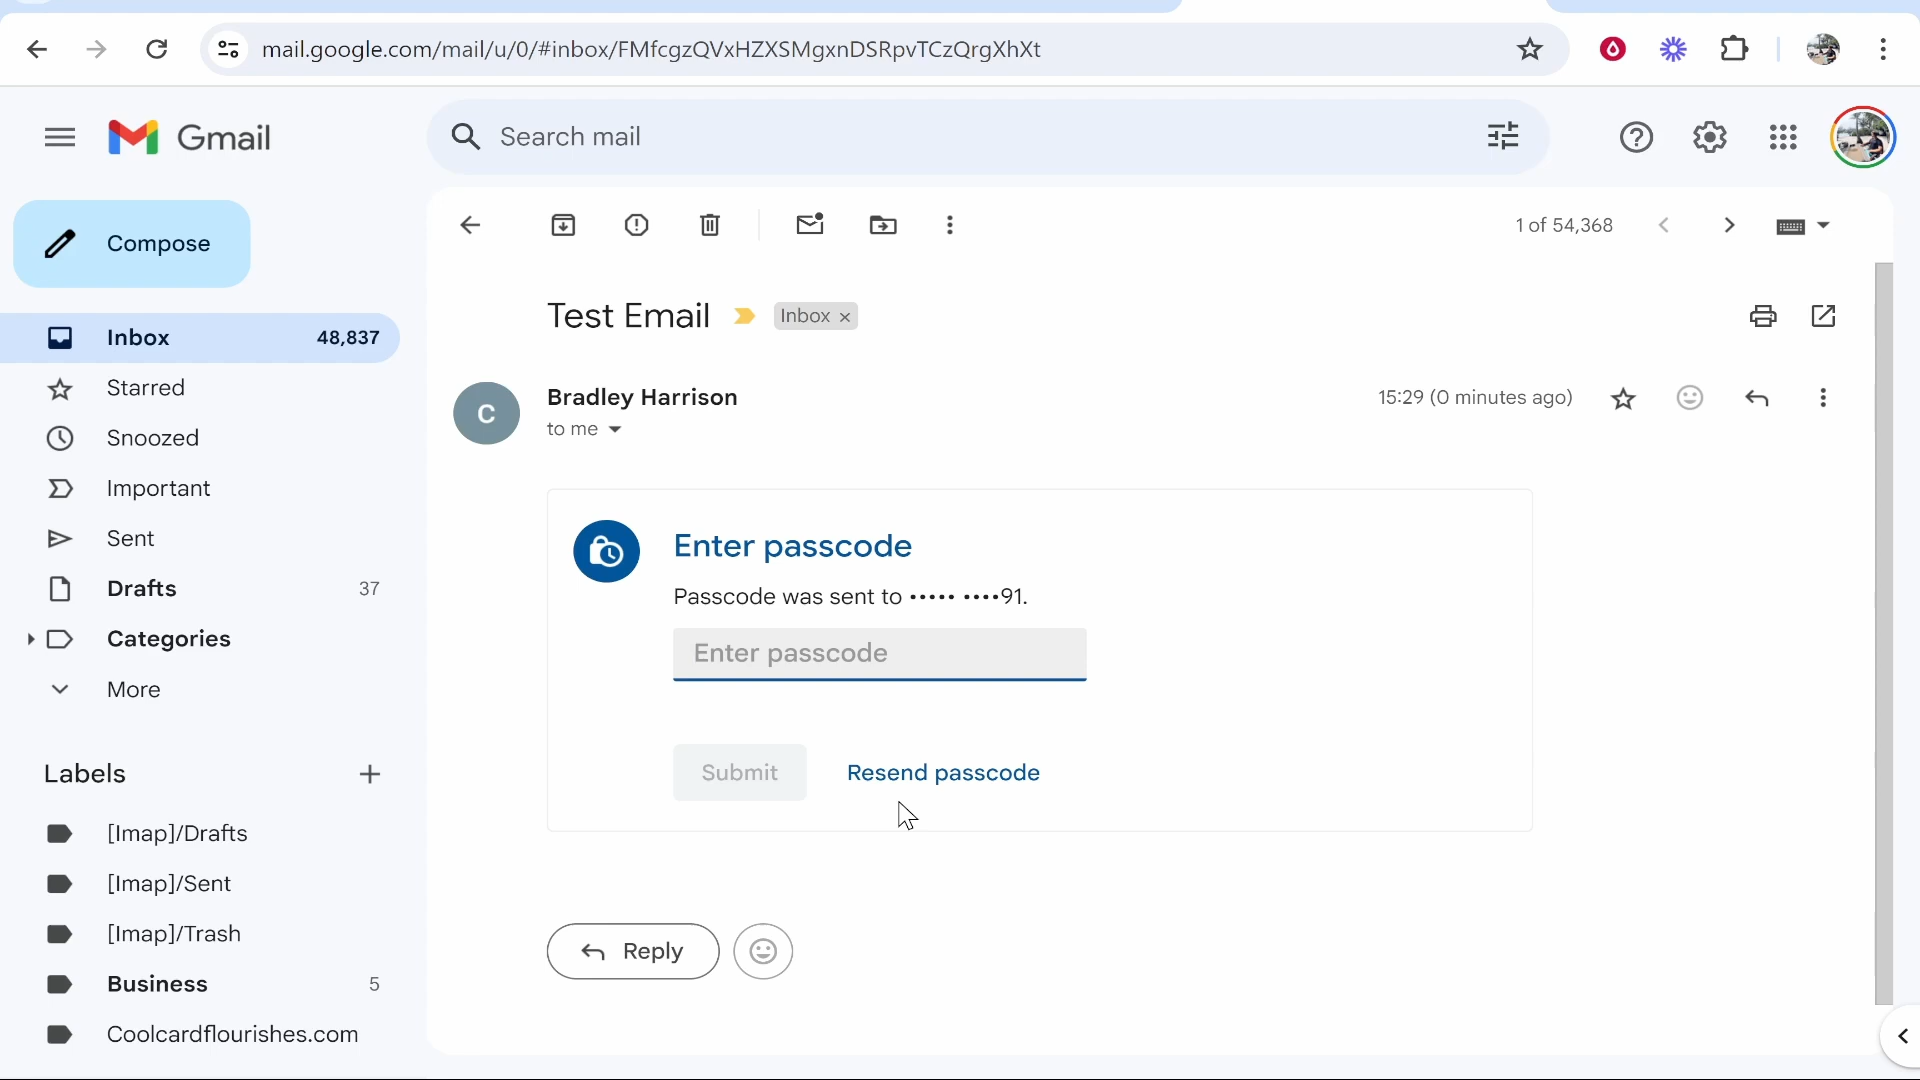 mail.google.com/mail/u/0/#inbox/FMfcgzQVxHZXSMgxnDSRpvTCzQrgXhXt
Gmail
Search mail
Compose
1 of 54,368
Inbox 48,837
Starred
Snoozed
Important
Sent
Drafts 37
Categories
More
Labels
[Imap]/Drafts
[Imap]/Sent
[Imap]/Trash
Business 5
Coolcardflourishes.com
Test Email Inbox ×
C
Bradley Harrison 15:29 (0 minutes ago)
to me
Enter passcode
Passcode was sent to ••••• ••••91.
Enter passcode
Submit Resend passcode
Reply